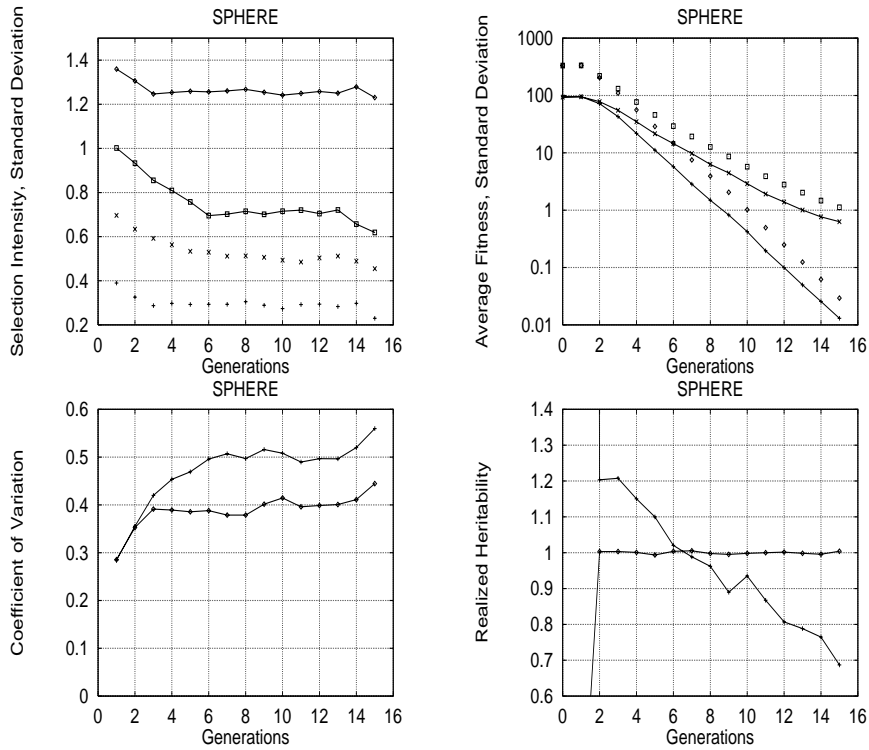 SPHERE
Selection Intensity, Standard Deviation
1.6
1.4
1.2
1
0.8
0.6
0.4
0.2
0 2 4 6 8 10 12 14 16
Generations
SPHERE
Average Fitness, Standard Deviation
1000
100
10
1
0.1
0.01
0 2 4 6 8 10 12 14 16
Generations
SPHERE
Coefficient of Variation
0.6
0.5
0.4
0.3
0.2
0.1
0
0 2 4 6 8 10 12 14 16
Generations
SPHERE
Realized Heritability
1.4
1.3
1.2
1.1
1
0.9
0.8
0.7
0.6
0 2 4 6 8 10 12 14 16
Generations